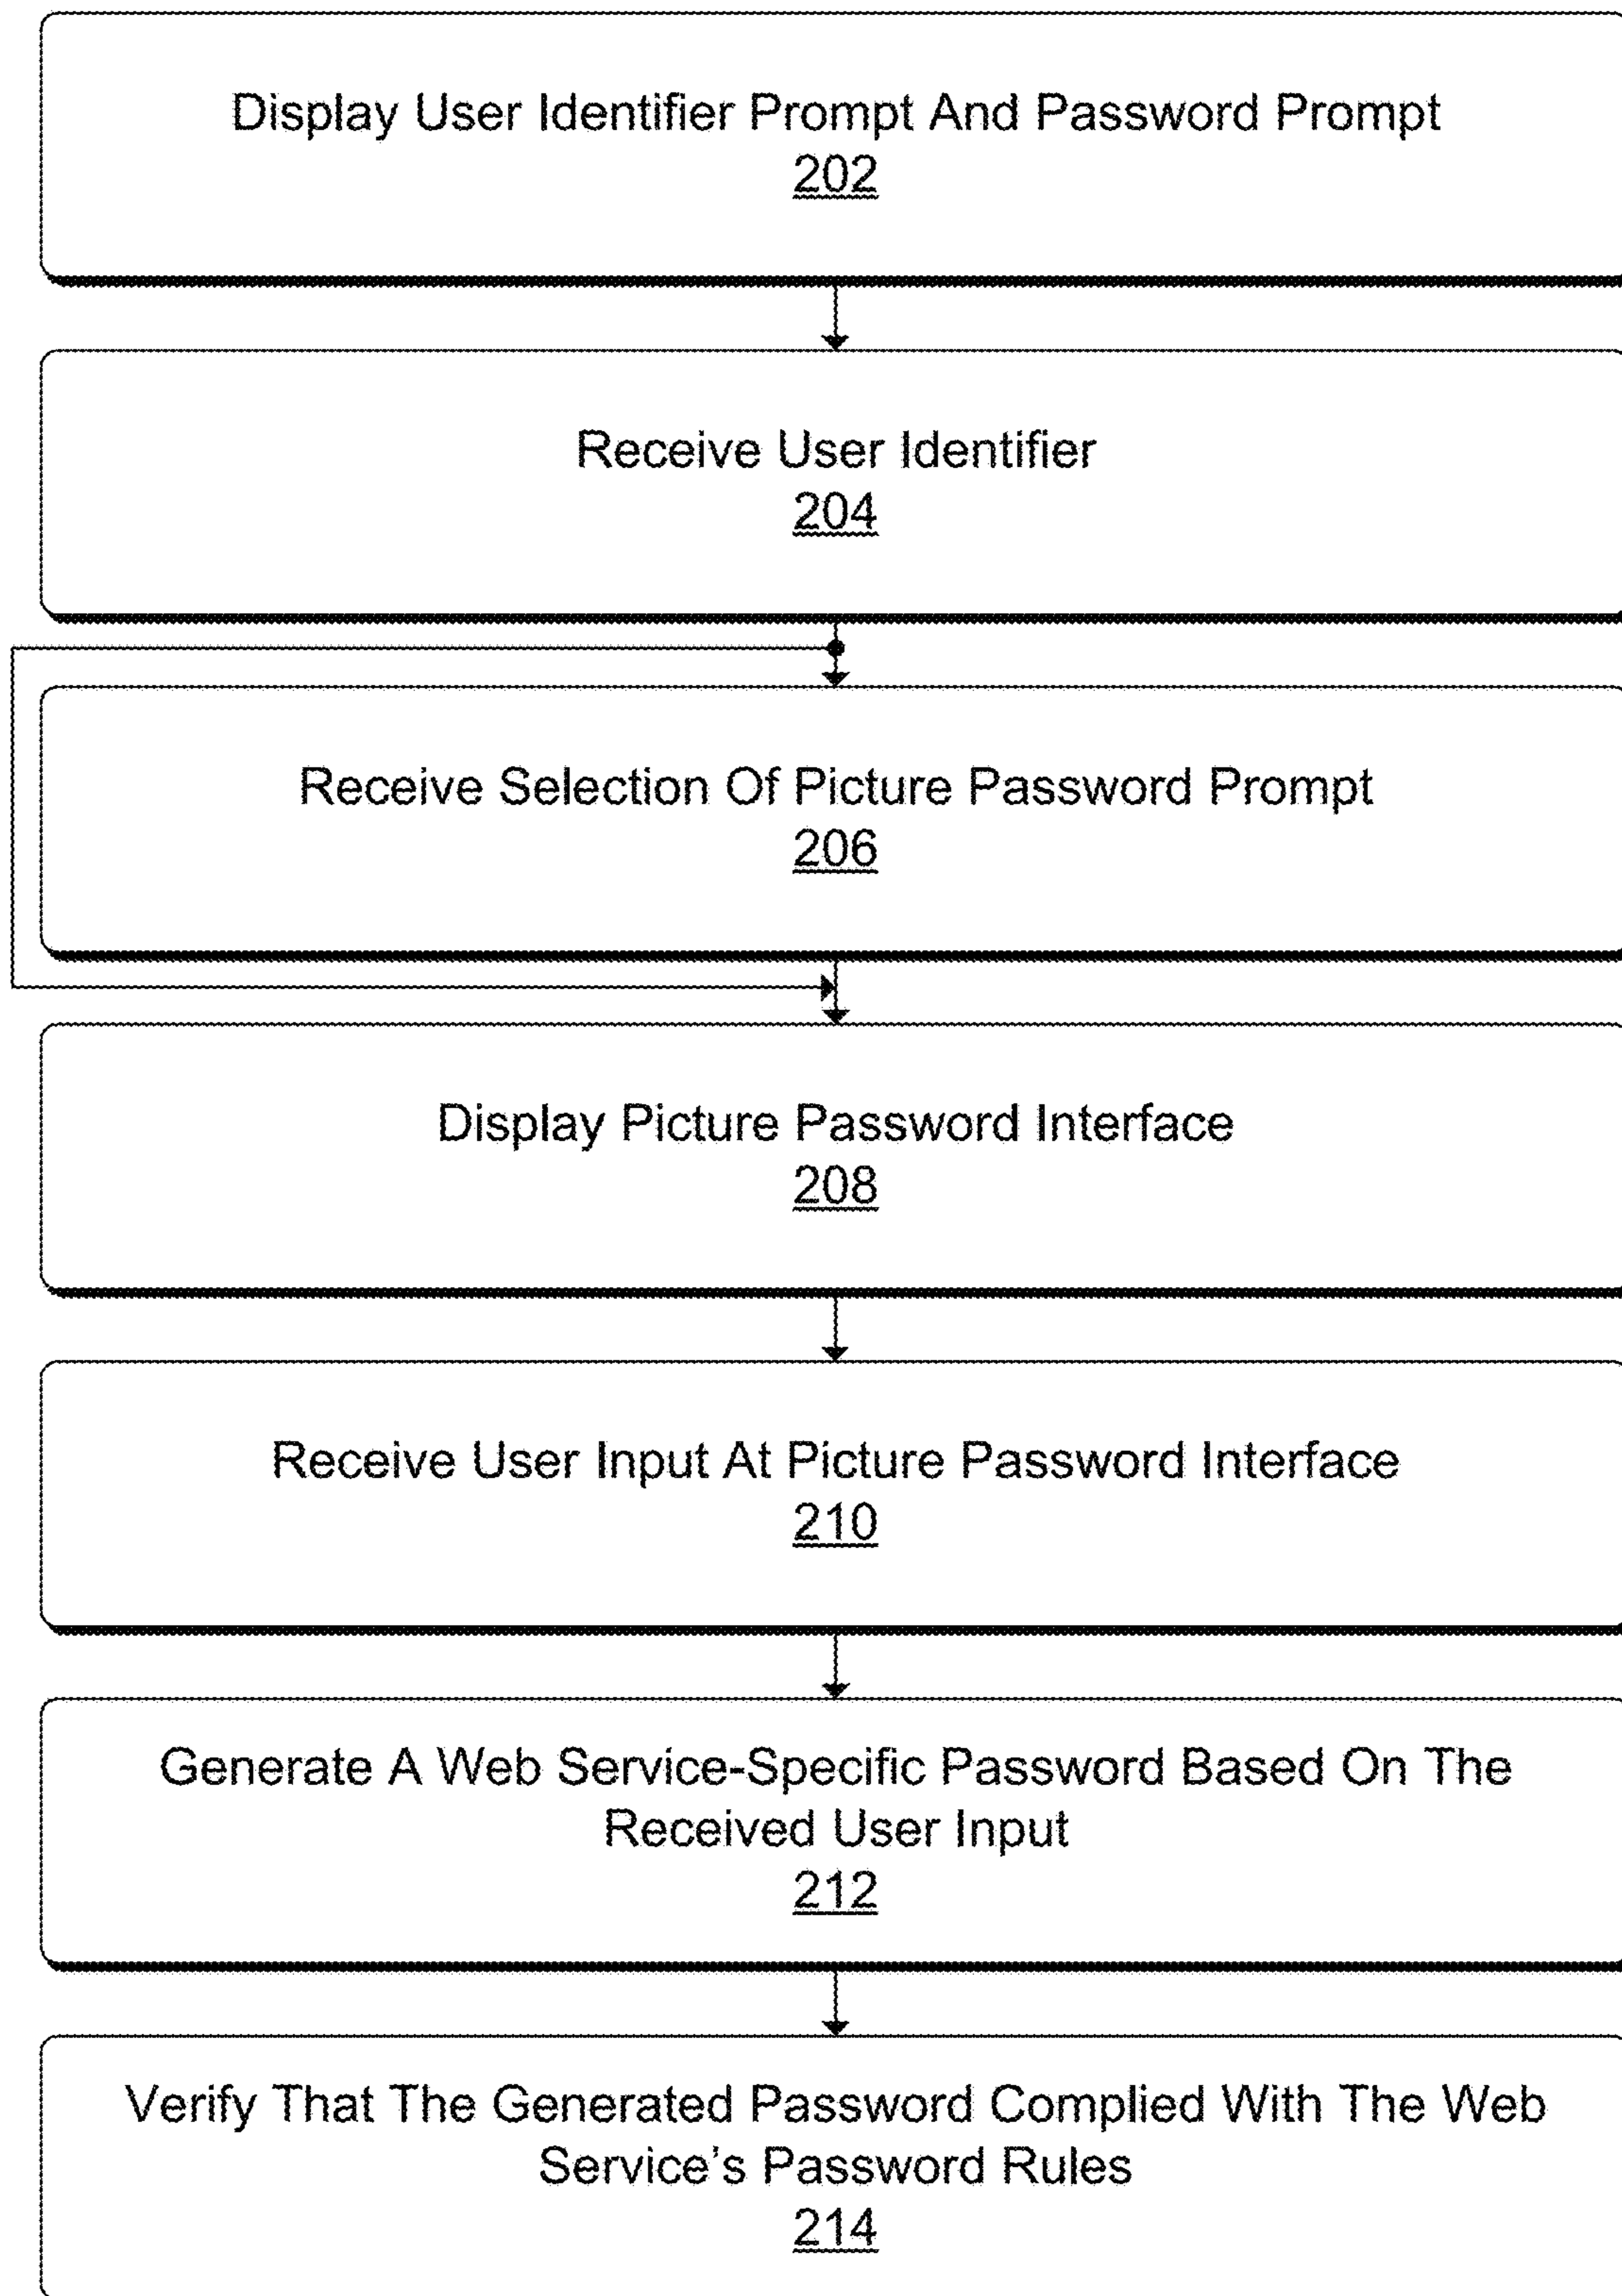 Display User Identifier Prompt And Password Prompt
202
Receive User Identifier
204
Receive Selection Of Picture Password Prompt
206
Display Picture Password Interface
208
Receive User Input At Picture Password Interface
210
Generate A Web Service-Specific Password Based On The
Received User Input
212
Verify That The Generated Password Complied With The Web
Service's Password Rules
214